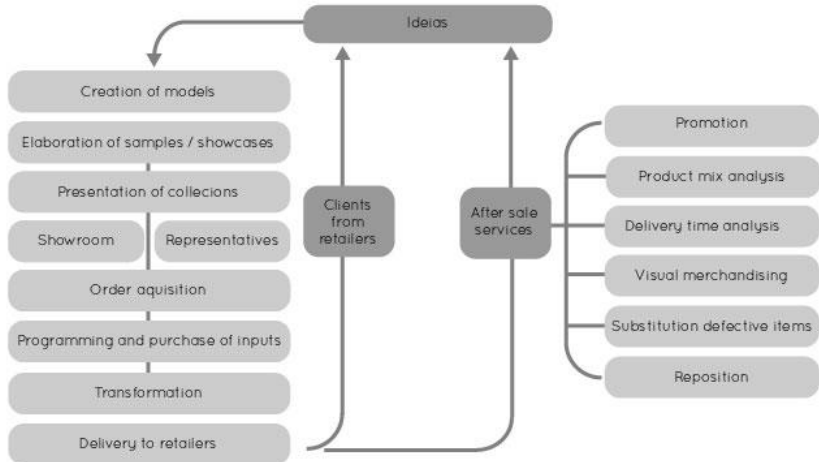 Ideias
Creation of models
Elaboration of samples / showcases
Presentation of collecions
Showroom
Representatives
Order aquisition
Programming and purchase of inputs
Transformation
Delivery to retailers
Clients
from
retailers
After sale
services
Promotion
Product mix analysis
Delivery time analysis
Visual merchandising
Substitution defective items
Reposition